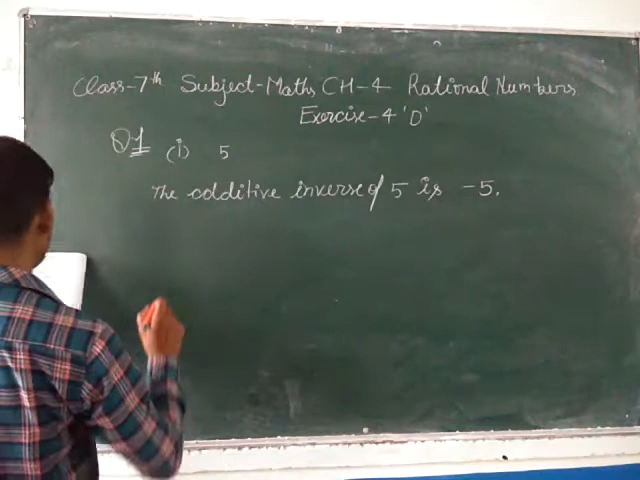 Class-7th Subject-Maths CH-4 Rational Numbers
Exercise-4 'D'
Q1 (i) 5
The additive inverse of 5 is -5.